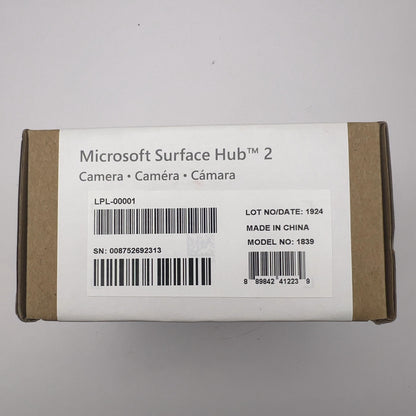 Microsoft Surface Hub™ 2
Camera • Caméra • Cámara
LPL-00001
LOT NO/DATE: 1924
MADE IN CHINA
SN: 008752692313
MODEL NO: 1839
8 89842 41223 9